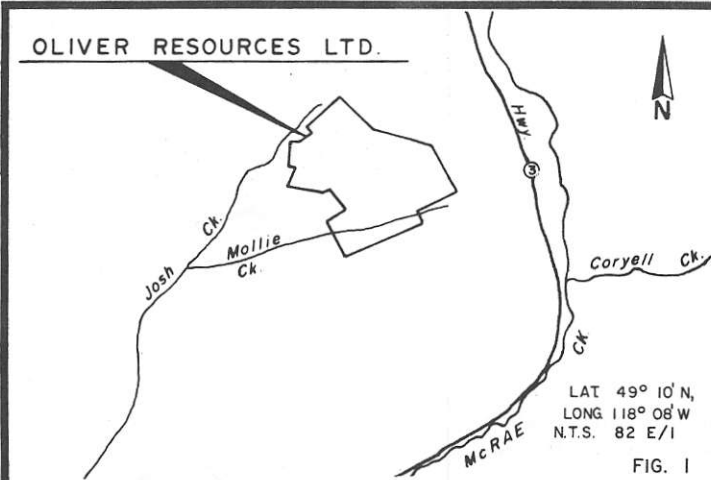 OLIVER RESOURCES LTD.
N
Hwy.
3
Josh Ck.
Mollie Ck.
Coryell Ck.
McRAE CK.
LAT. 49° 10' N,
LONG. 118° 08' W
N.T.S. 82 E/1
FIG. 1